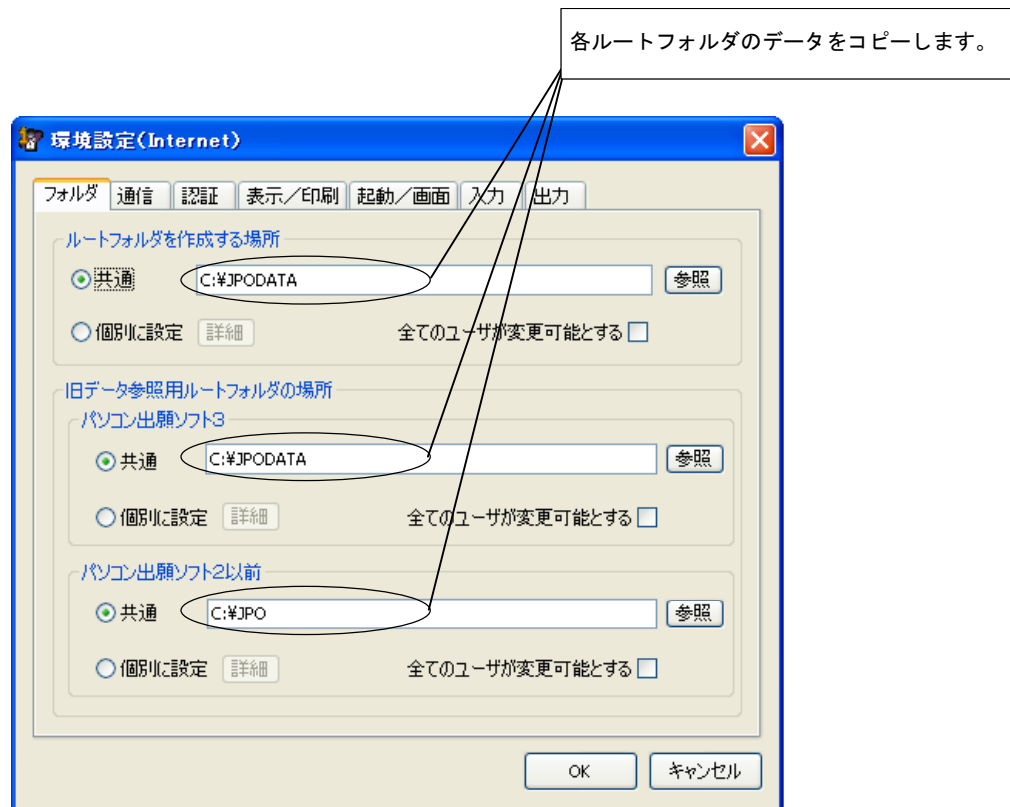 各ルートフォルダのデータをコピーします。
環境設定(Internet)
フォルダ 通信 認証 表示／印刷 起動／画面 入力 出力
ルートフォルダを作成する場所
共通 C:¥JPODATA 参照
個別に設定 詳細 全てのユーザが変更可能とする
旧データ参照用ルートフォルダの場所
パソコン出願ソフト3
共通 C:¥JPODATA 参照
個別に設定 詳細 全てのユーザが変更可能とする
パソコン出願ソフト2以前
共通 C:¥JPO 参照
個別に設定 詳細 全てのユーザが変更可能とする
OK キャンセル